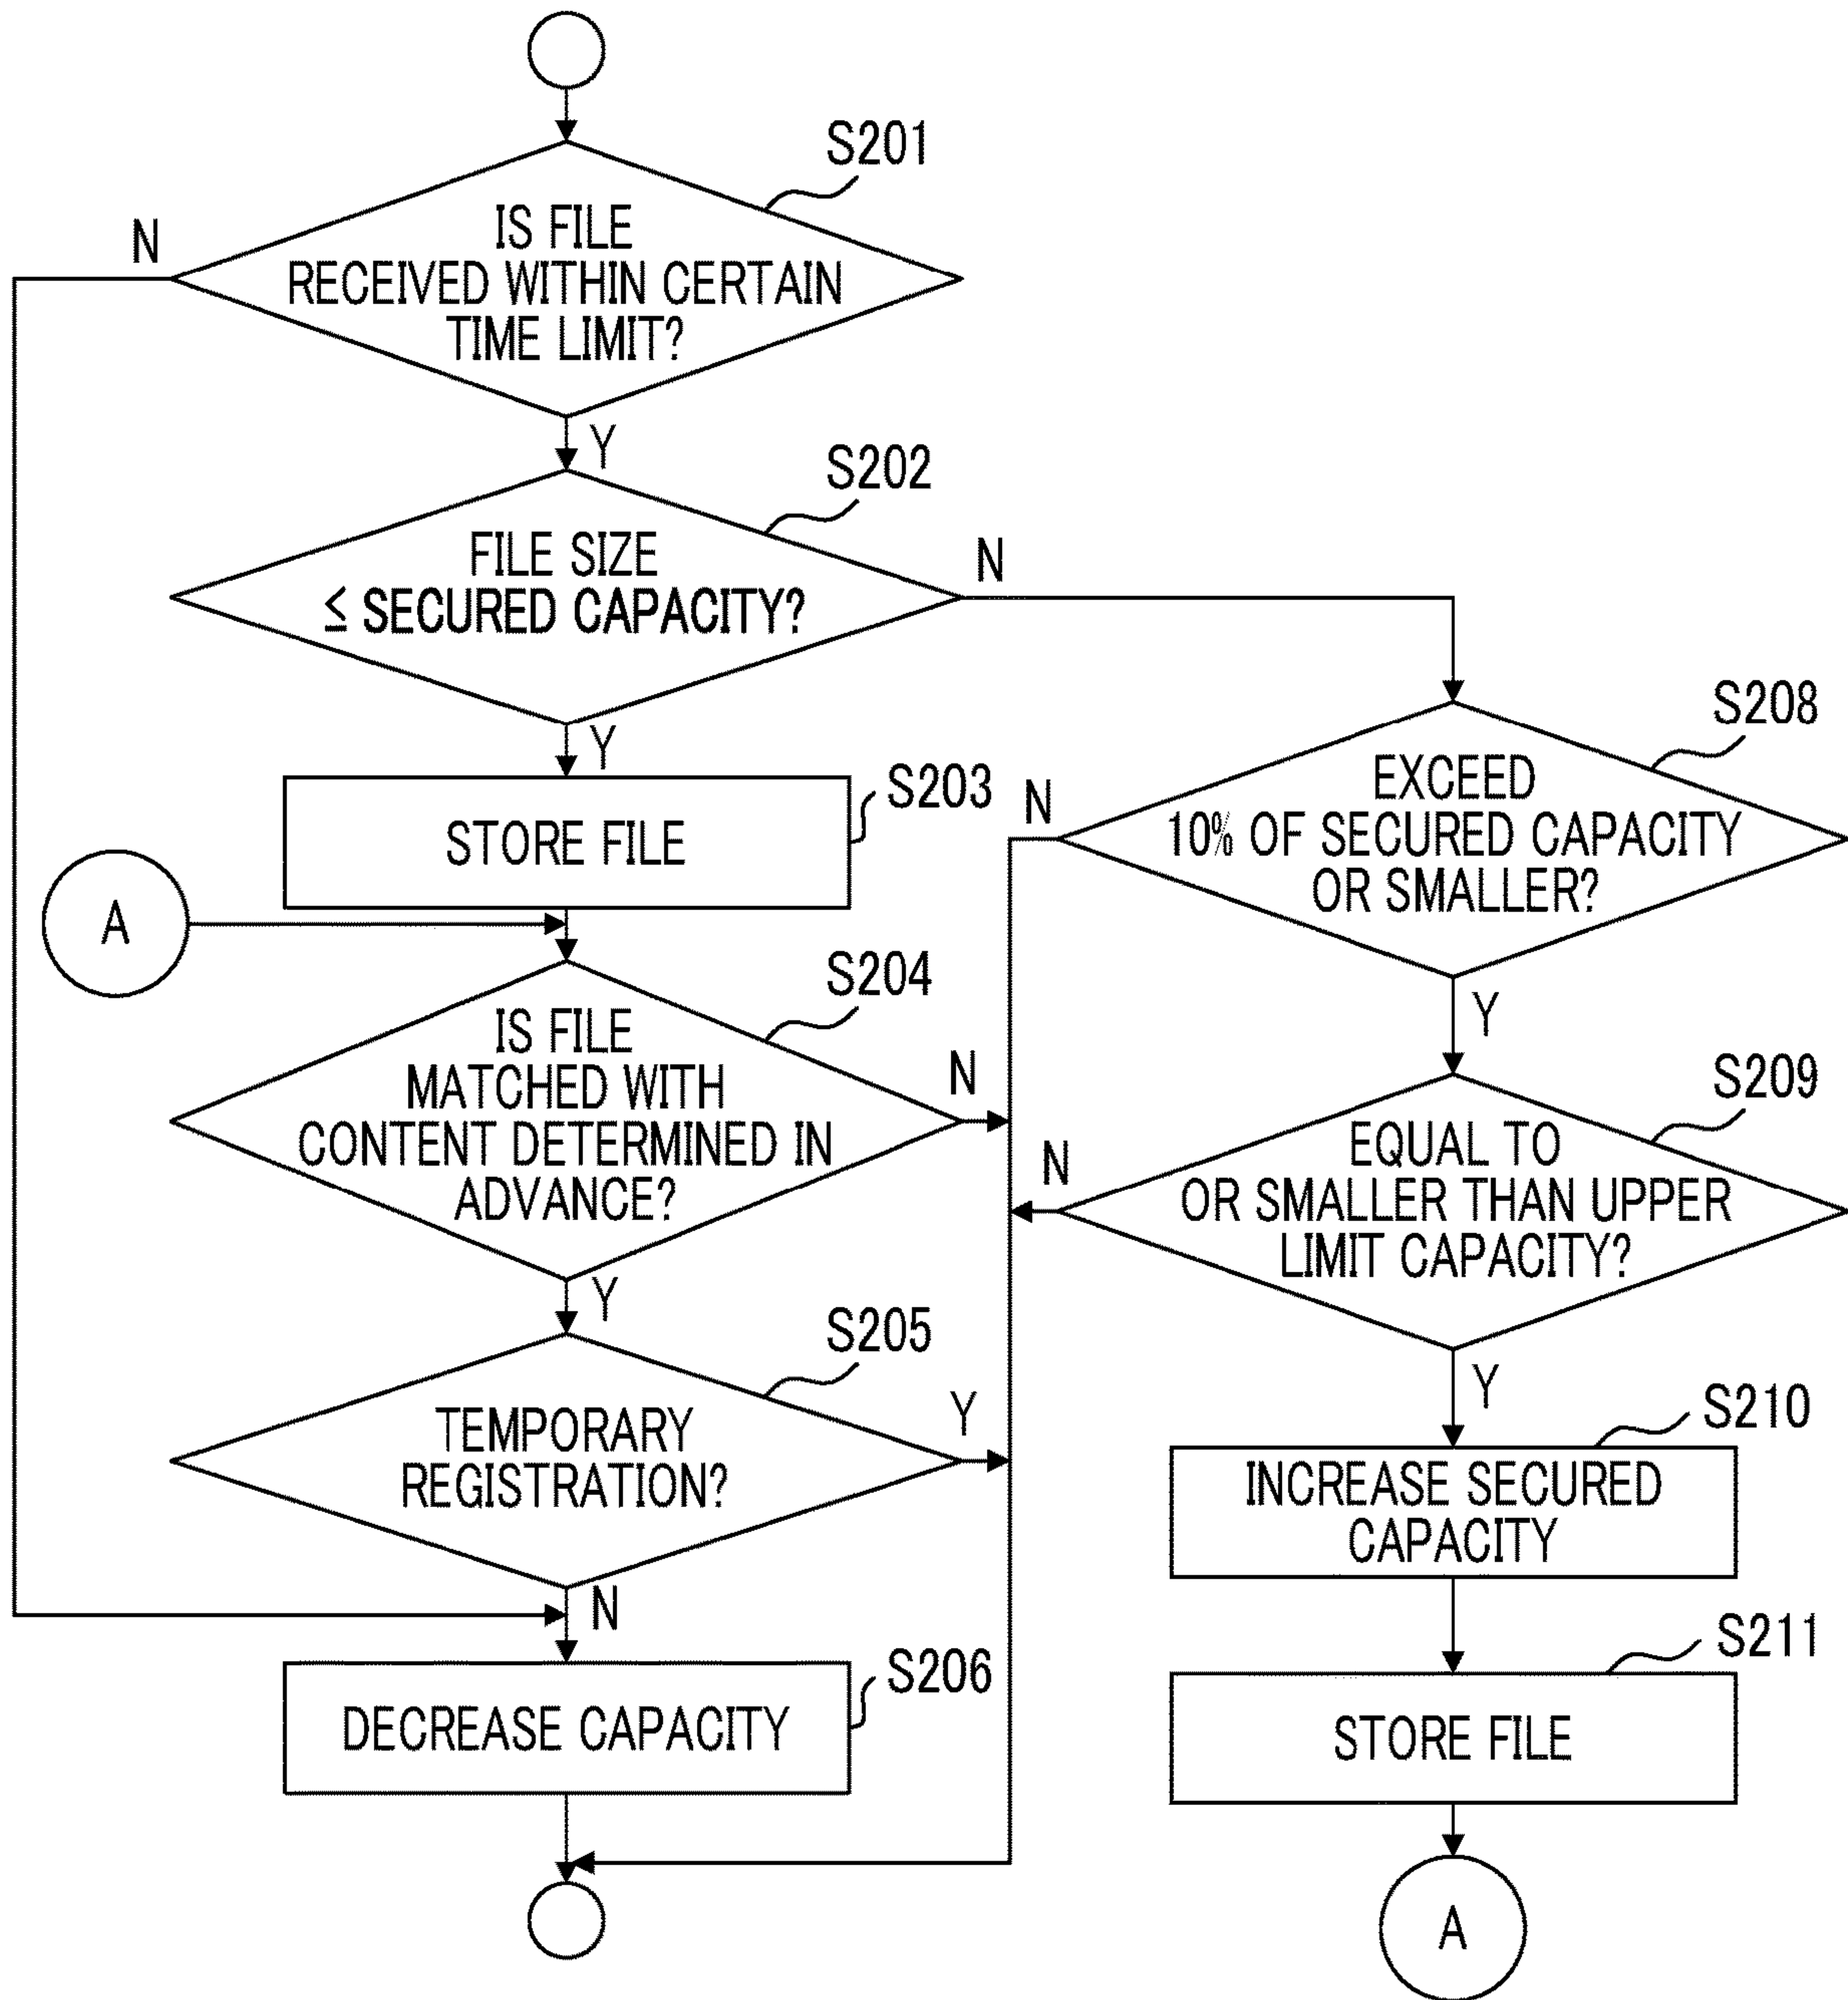 S201
IS FILE
RECEIVED WITHIN CERTAIN
TIME LIMIT?
N
Y
S202
FILE SIZE
≤ SECURED CAPACITY?
N
Y
S203
STORE FILE
A
S204
IS FILE
MATCHED WITH
CONTENT DETERMINED IN
ADVANCE?
N
Y
S205
TEMPORARY
REGISTRATION?
Y
N
S206
DECREASE CAPACITY
S208
EXCEED
10% OF SECURED CAPACITY
OR SMALLER?
N
Y
S209
EQUAL TO
OR SMALLER THAN UPPER
LIMIT CAPACITY?
N
Y
S210
INCREASE SECURED
CAPACITY
S211
STORE FILE
A